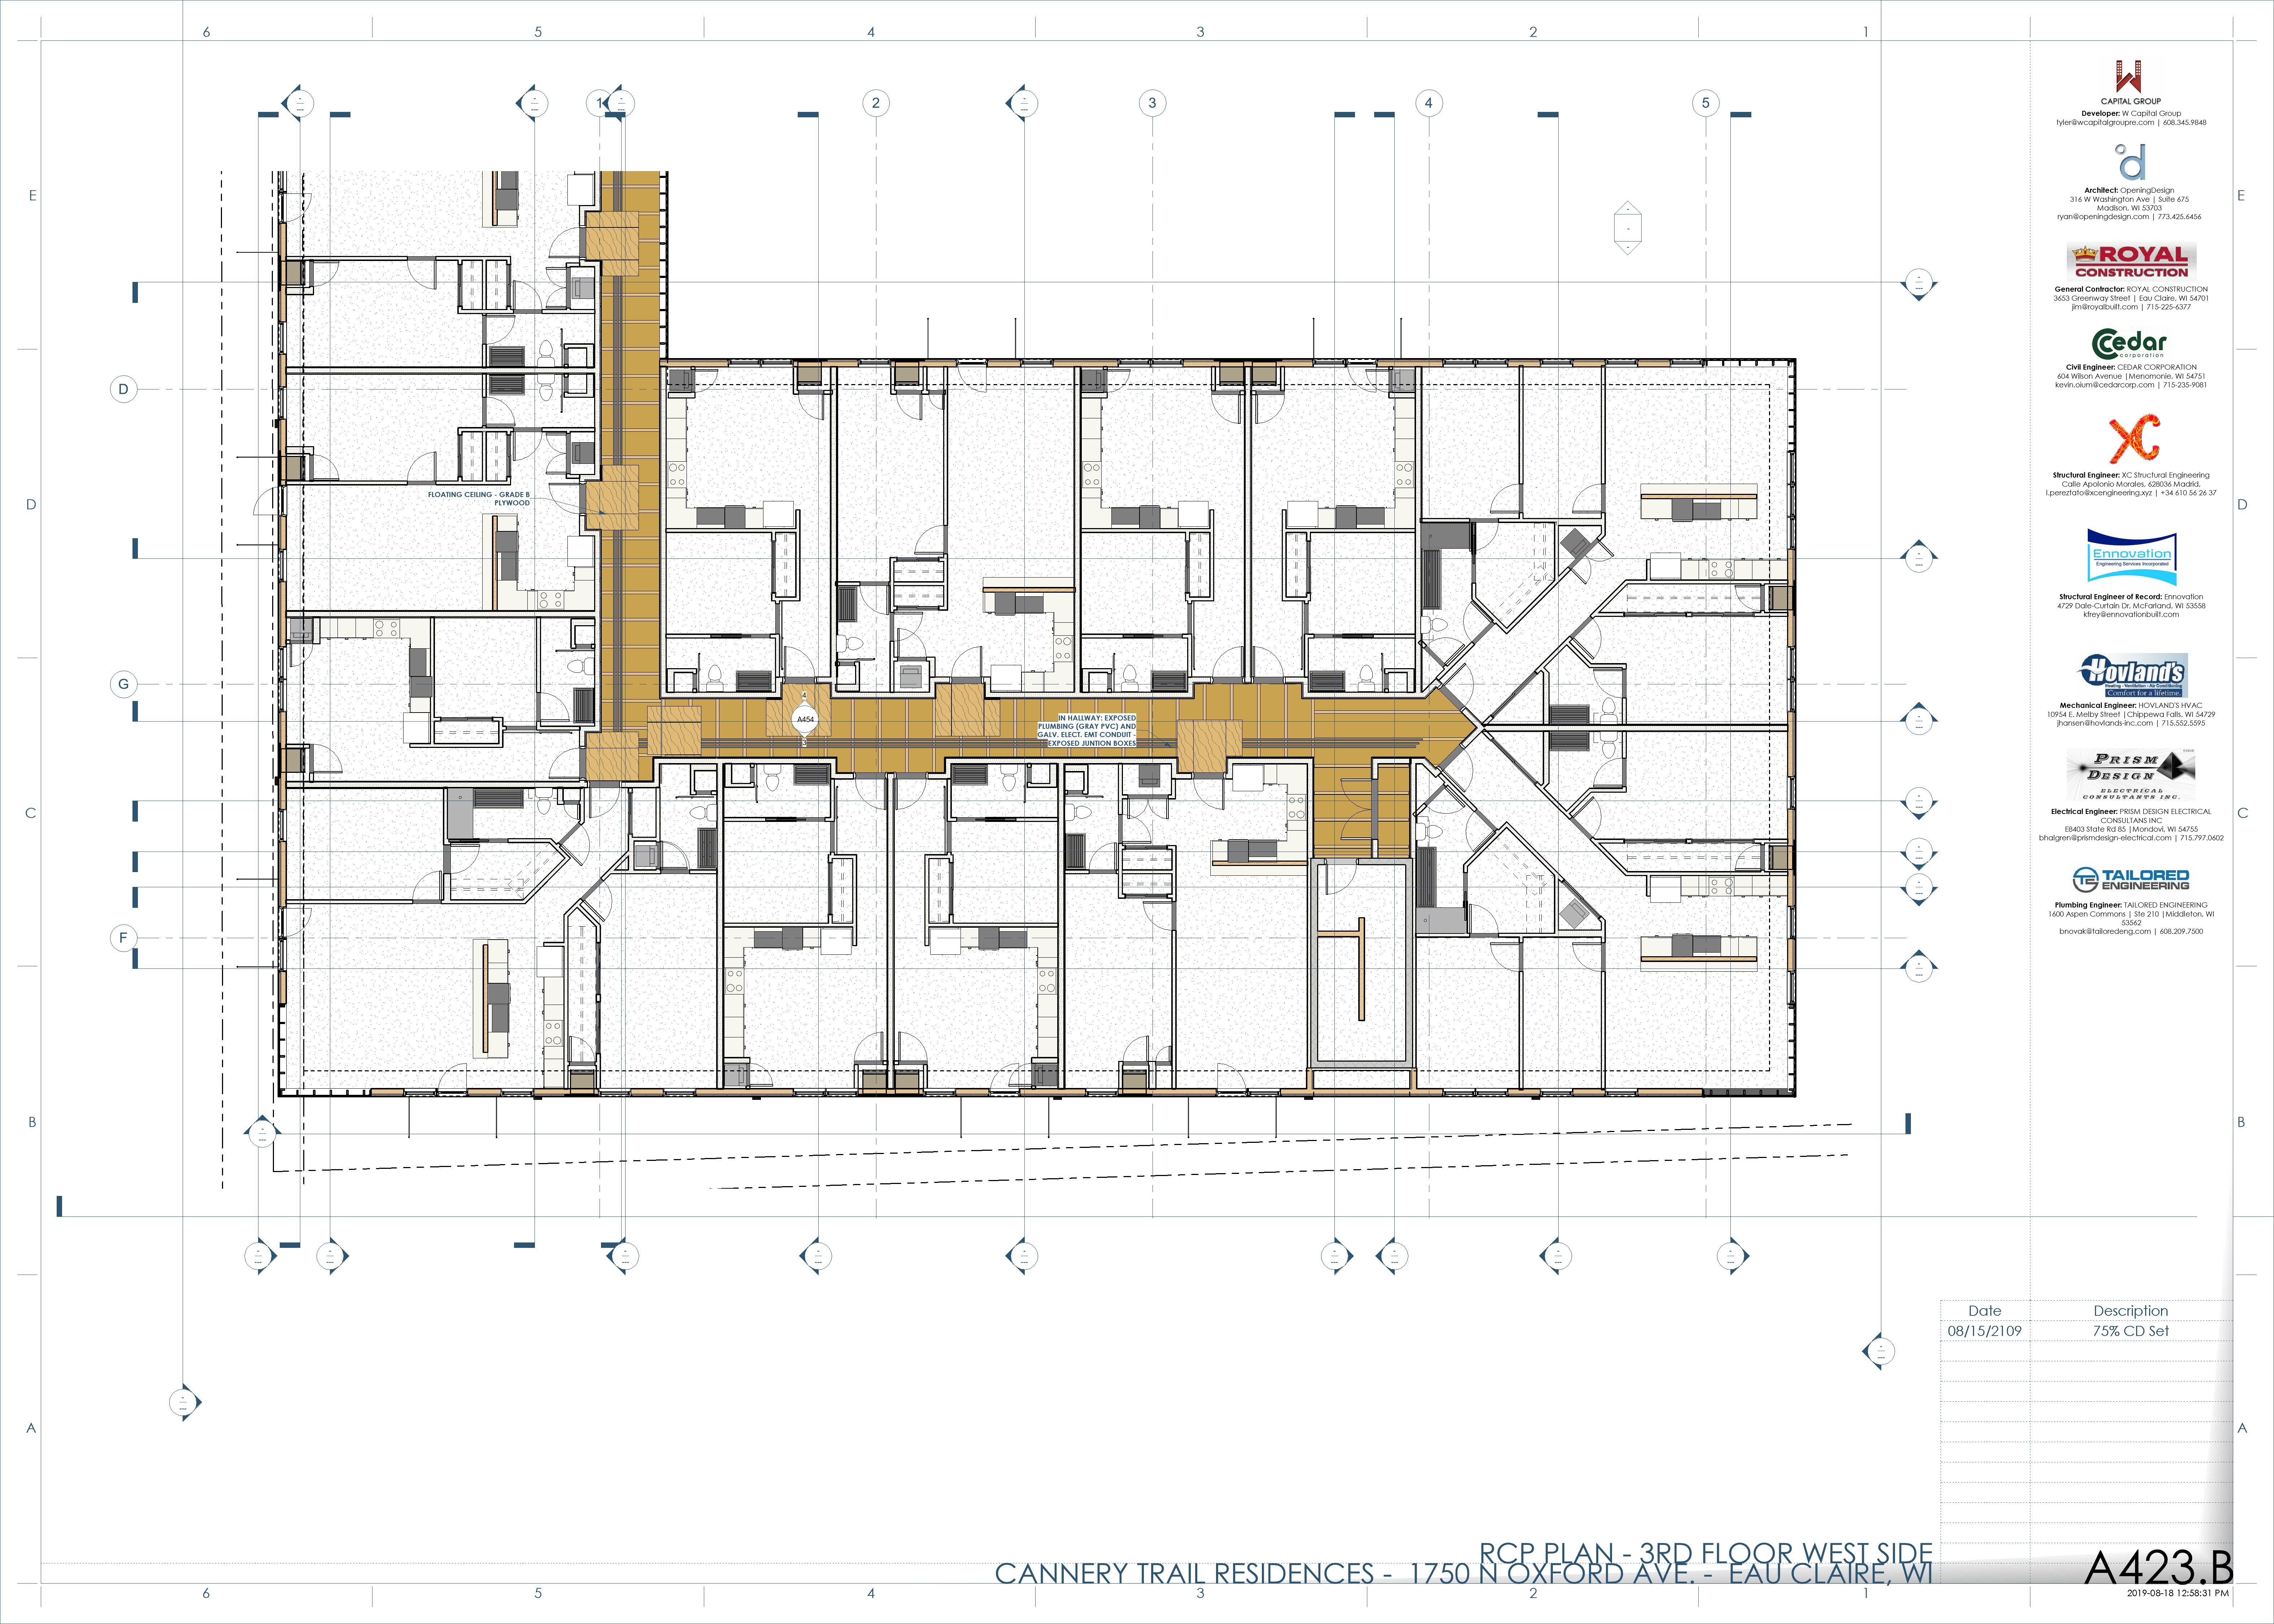 6 5 4 3 2 1
1 2 3 4 5
E E
D
D D
G
C C
F
B B
A A
FLOATING CEILING - GRADE B
PLYWOOD
4
A454
3
IN HALLWAY: EXPOSED
PLUMBING (GRAY PVC) AND
GALV. ELECT. EMT CONDUIT -
EXPOSED JUNTION BOXES
CAPITAL GROUP
Developer: W Capital Group
tyler@wcapitalgroupre.com | 608.345.9848
d
Architect: OpeningDesign
316 W Washington Ave | Suite 675
Madison, WI 53703
ryan@openingdesign.com | 773.425.6456
ROYAL
CONSTRUCTION
General Contractor: ROYAL CONSTRUCTION
3653 Greenway Street | Eau Claire, WI 54701
jim@royalbuilt.com | 715-225-6377
Cedar
corporation
Civil Engineer: CEDAR CORPORATION
604 Wilson Avenue |Menomonie, WI 54751
kevin.oium@cedarcorp.com | 715-235-9081
XC
Structural Engineer: XC Structural Engineering
Calle Apolonio Morales, 628036 Madrid,
l.pereztato@xcengineering.xyz | +34 610 56 26 37
Ennovation
Engineering Services Incorporated
Structural Engineer of Record: Ennovation
4729 Dale-Curtain Dr, McFarland, WI 53558
kfrey@ennovationbuilt.com
Hovland's
Heating - Ventilation - Air Conditioning
Comfort for a lifetime.
Mechanical Engineer: HOVLAND'S HVAC
10954 E. Melby Street |Chippewa Falls, WI 54729
jhansen@hovlands-inc.com | 715.552.5595
PRISM
DESIGN
ELECTRICAL
CONSULTANTS INC.
Electrical Engineer: PRISM DESIGN ELECTRICAL
CONSULTANS INC
E8403 State Rd 85 |Mondovi, WI 54755
bhalgren@prismdesign-electrical.com | 715.797.0602
TE TAILORED
ENGINEERING
Plumbing Engineer: TAILORED ENGINEERING
1600 Aspen Commons | Ste 210 |Middleton, WI
53562
bnovak@tailoredeng.com | 608.209.7500
Date Description
08/15/2109 75% CD Set
RCP PLAN - 3RD FLOOR WEST SIDE
CANNERY TRAIL RESIDENCES - 1750 N OXFORD AVE. - EAU CLAIRE, WI
A423.B
2019-08-18 12:58:31 PM
6 5 4 3 2 1